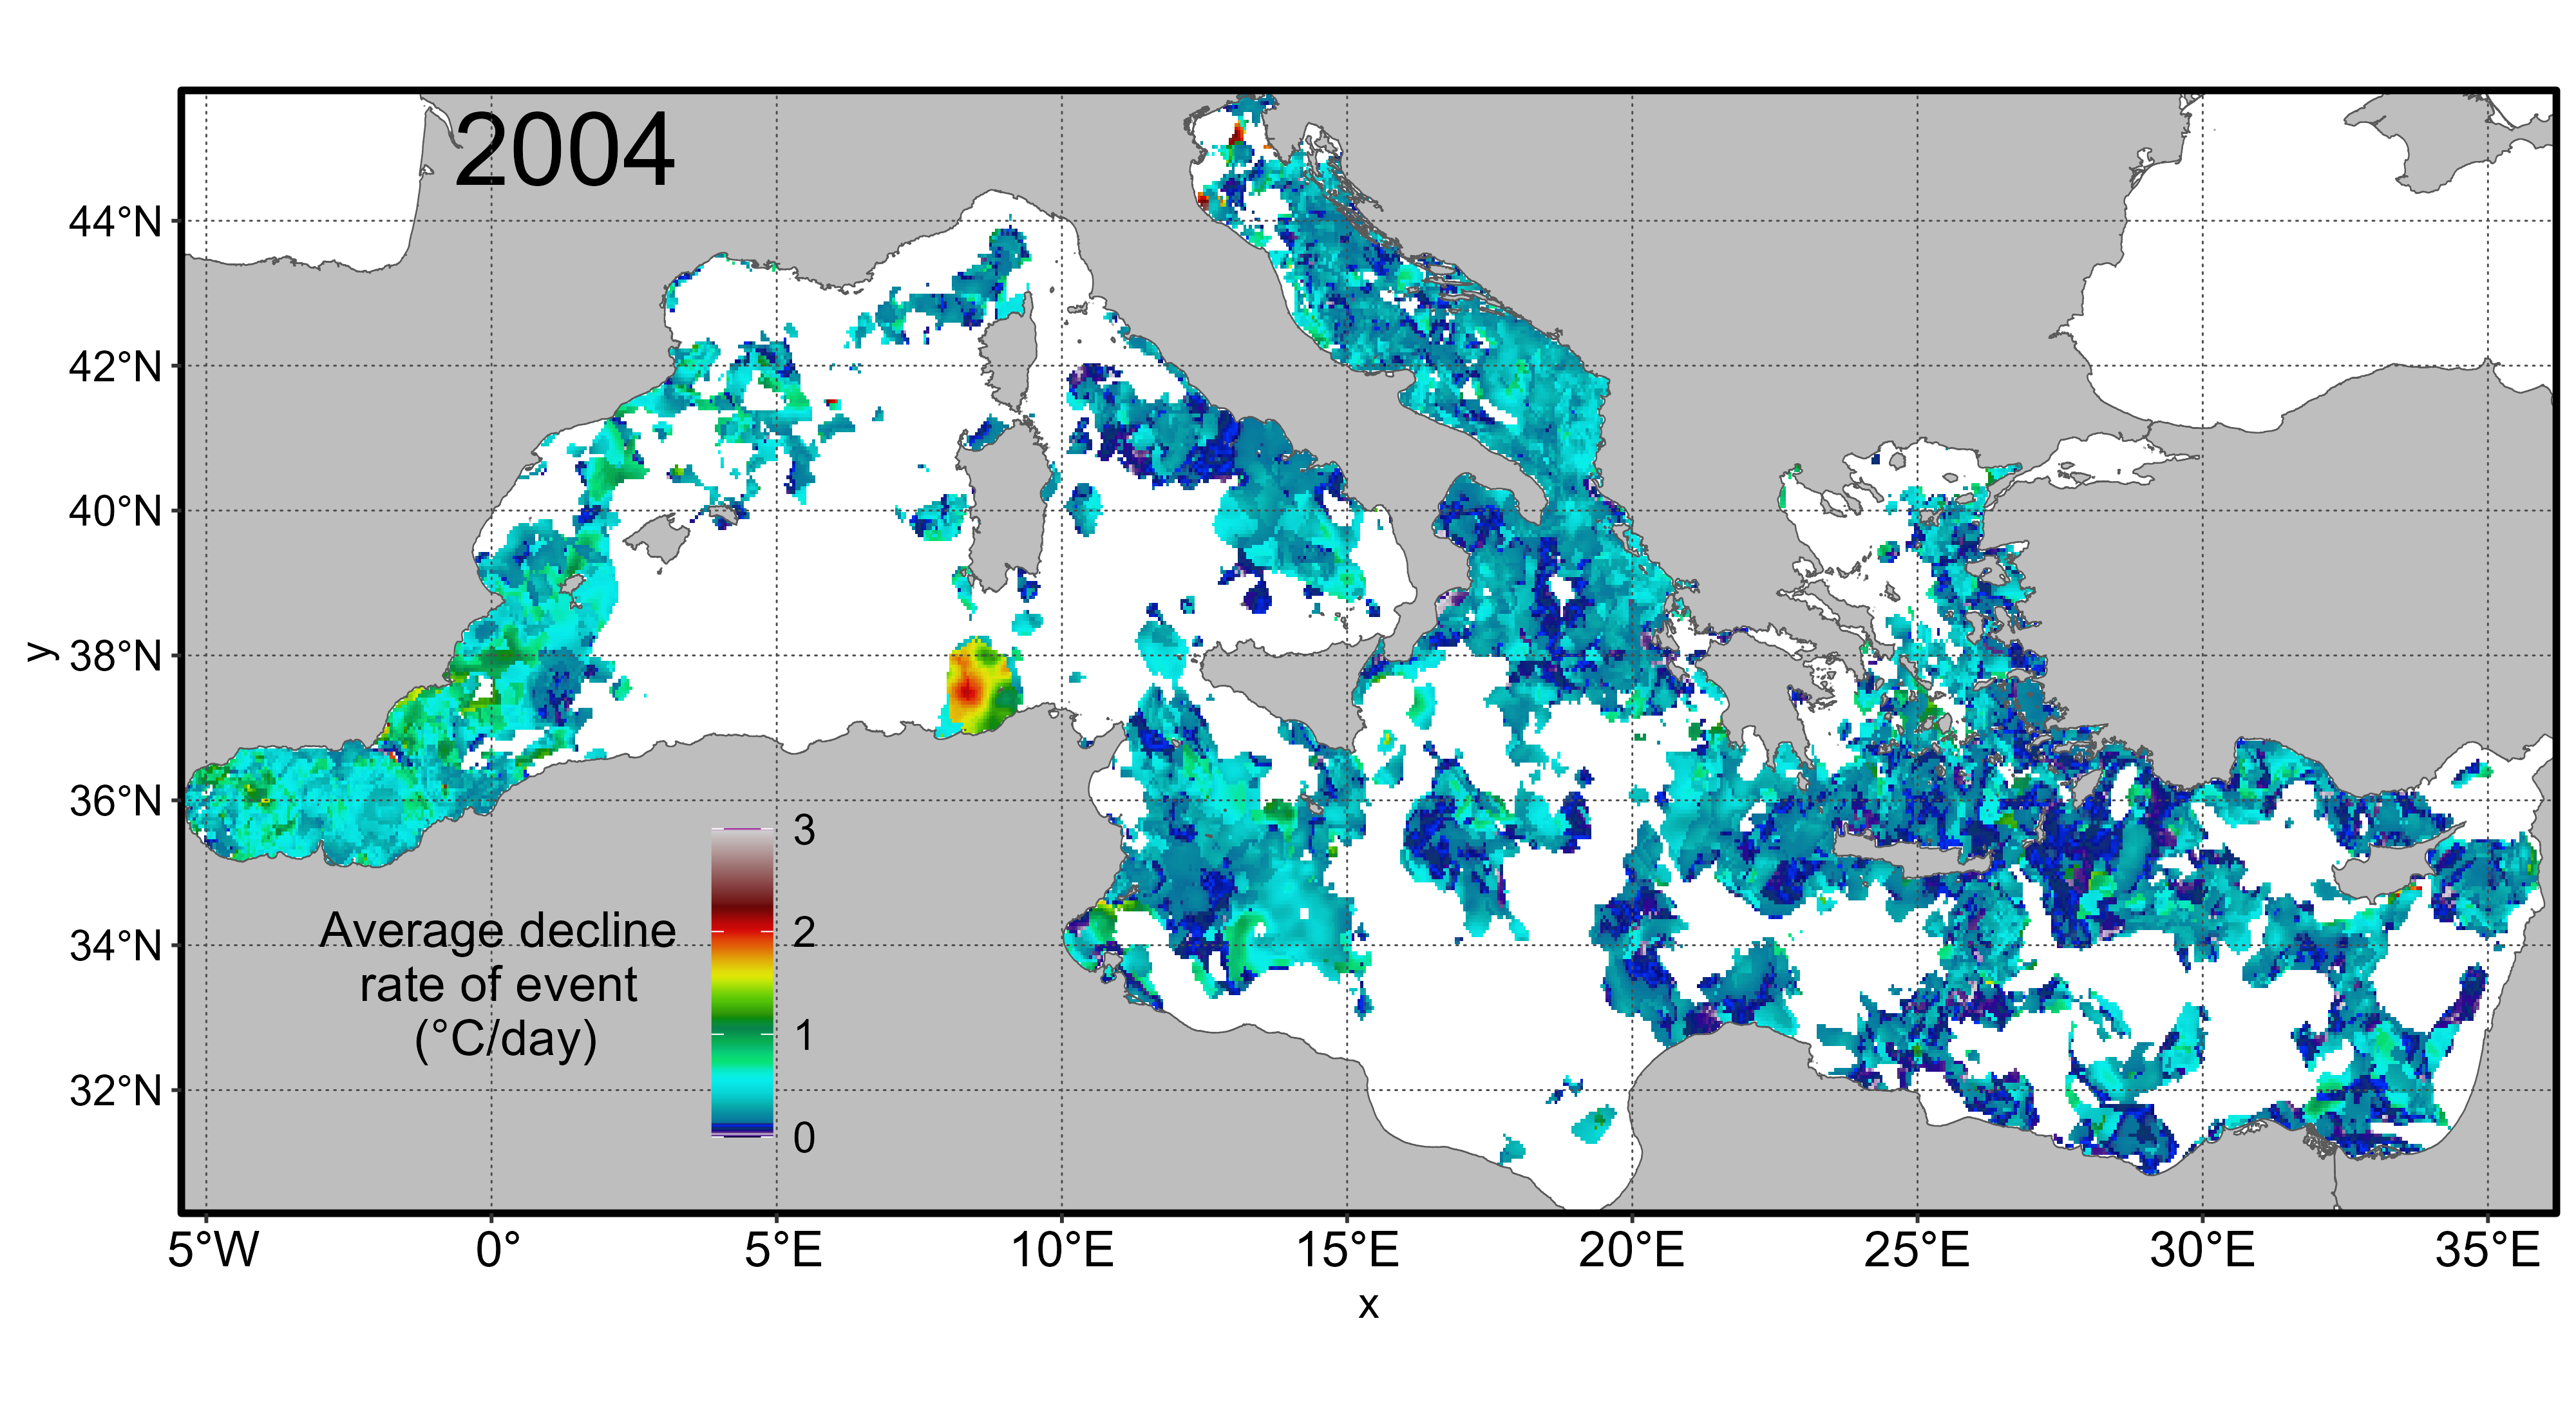 2004
44°N
42°N
40°N
38°N
36°N
34°N
32°N
y
3
2
1
0
Average decline
rate of event
(°C/day)
5°W 0° 5°E 10°E 15°E 20°E 25°E 30°E 35°E
x